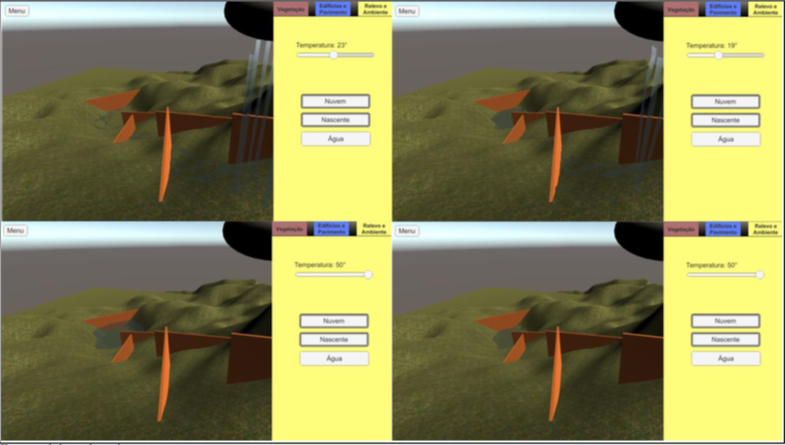 Menu
Vegetação
Edifícios e
Pavimento
Relevo e
Ambiente
Temperatura: 23°
Nuvem
Nascente
Água
Menu
Vegetação
Edifícios e
Pavimento
Relevo e
Ambiente
Temperatura: 19°
Nuvem
Nascente
Água
Menu
Vegetação
Edifícios e
Pavimento
Relevo e
Ambiente
Temperatura: 50°
Nuvem
Nascente
Água
Menu
Vegetação
Edifícios e
Pavimento
Relevo e
Ambiente
Temperatura: 50°
Nuvem
Nascente
Água